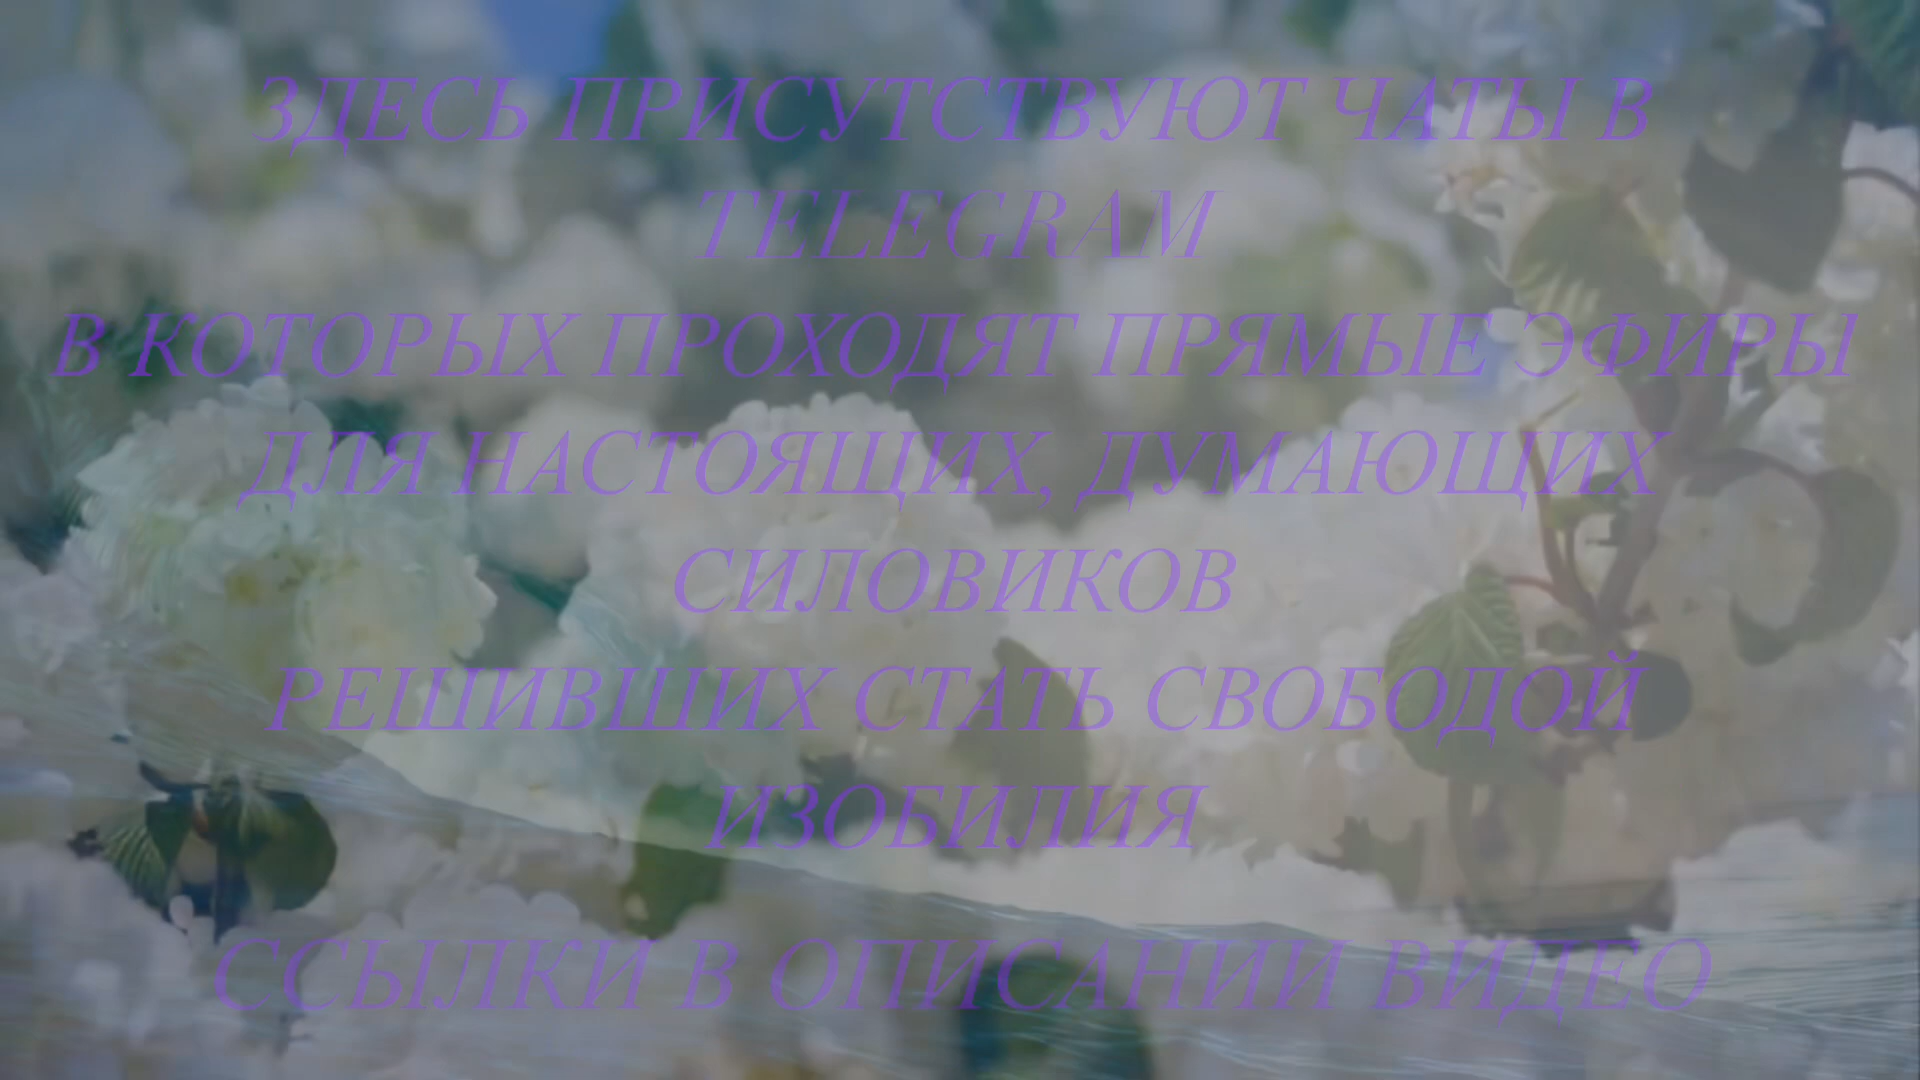 ЗДЕСЬ ПРИСУТСТВУЮТ ЧАТЫ В
TELEGRAM
В КОТОРЫХ ПРОХОДЯТ ПРЯМЫЕ ЭФИРЫ
ДЛЯ НАСТОЯЩИХ, ДУМАЮЩИХ
СИЛОВИКОВ
РЕШИВШИХ СТАТЬ СВОБОДОЙ
ИЗОБИЛИЯ
ССЫЛКИ В ОПИСАНИИ ВИДЕО